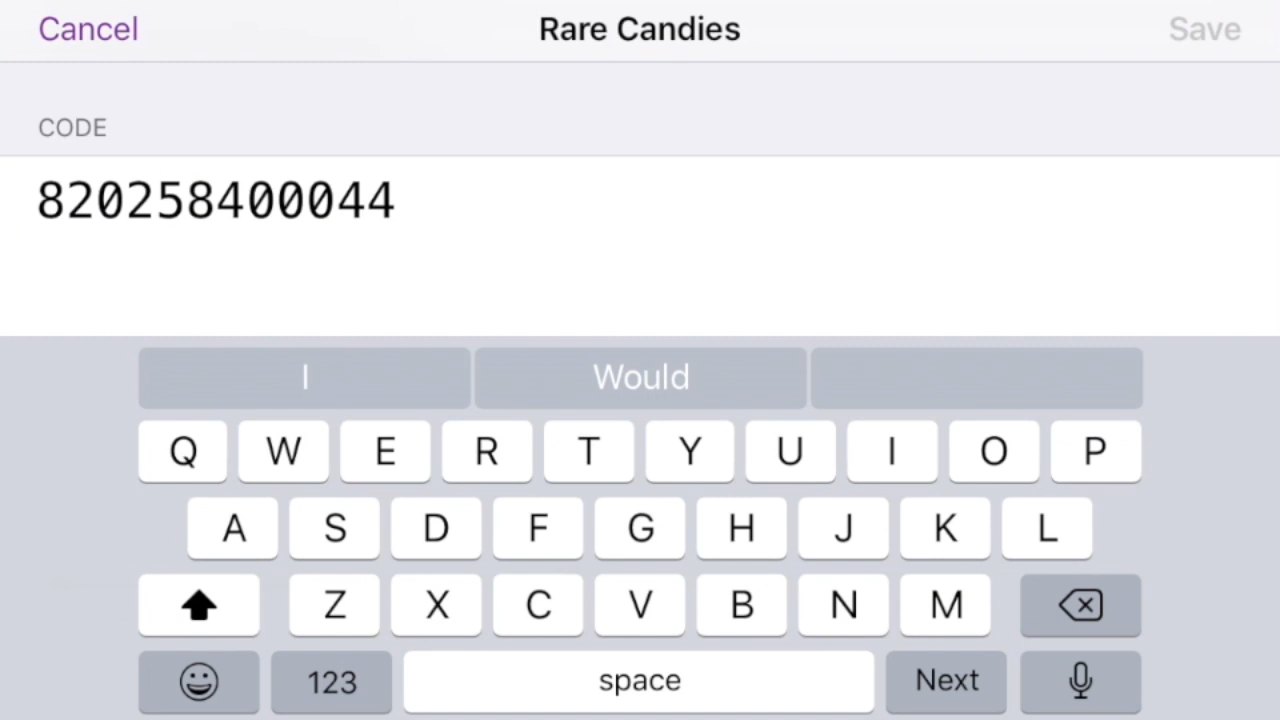 Cancel Rare Candies Save
CODE
820258400044
I Would
Q W E R T Y U I O P
A S D F G H J K L
Z X C V B N M
123 space Next